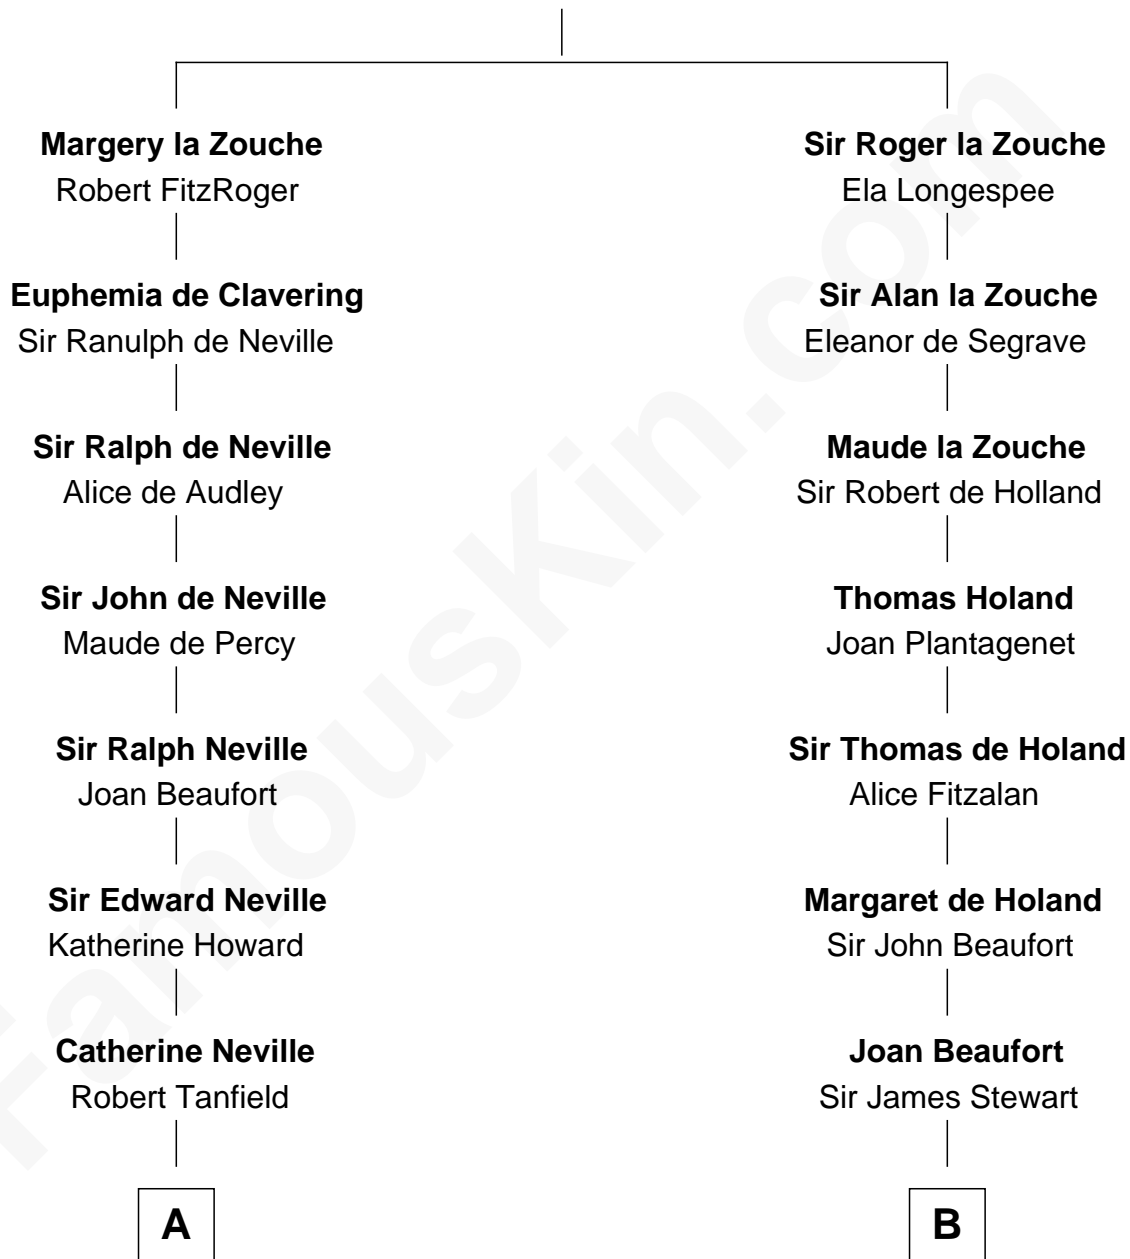 Margery la Zouche
Robert FitzRoger
Sir Roger la Zouche
Ela Longespee
Euphemia de Clavering
Sir Ranulph de Neville
Sir Alan la Zouche
Eleanor de Segrave
Sir Ralph de Neville
Alice de Audley
Maude la Zouche
Sir Robert de Holland
Sir John de Neville
Maude de Percy
Thomas Holand
Joan Plantagenet
Sir Ralph Neville
Joan Beaufort
Sir Thomas de Holand
Alice Fitzalan
Sir Edward Neville
Katherine Howard
Margaret de Holand
Sir John Beaufort
Catherine Neville
Robert Tanfield
Joan Beaufort
Sir James Stewart
A
B
FamousKin.com